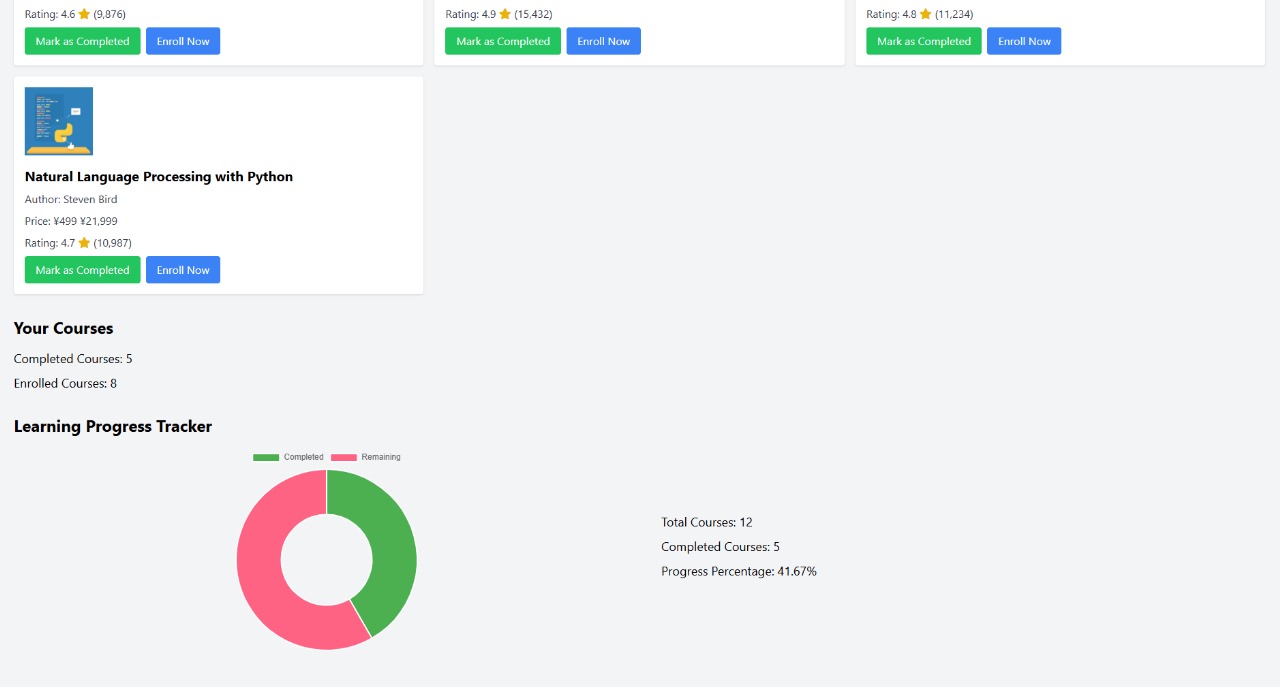 Rating: 4.6 ⭐ (9,876)
Mark as Completed Enroll Now
Rating: 4.9 ⭐ (15,432)
Mark as Completed Enroll Now
Rating: 4.8 ⭐ (11,234)
Mark as Completed Enroll Now
Natural Language Processing with Python
Author: Steven Bird
Price: ¥499 ¥21,999
Rating: 4.7 ⭐ (10,987)
Mark as Completed Enroll Now
Your Courses
Completed Courses: 5
Enrolled Courses: 8
Learning Progress Tracker
Completed Remaining
Total Courses: 12
Completed Courses: 5
Progress Percentage: 41.67%